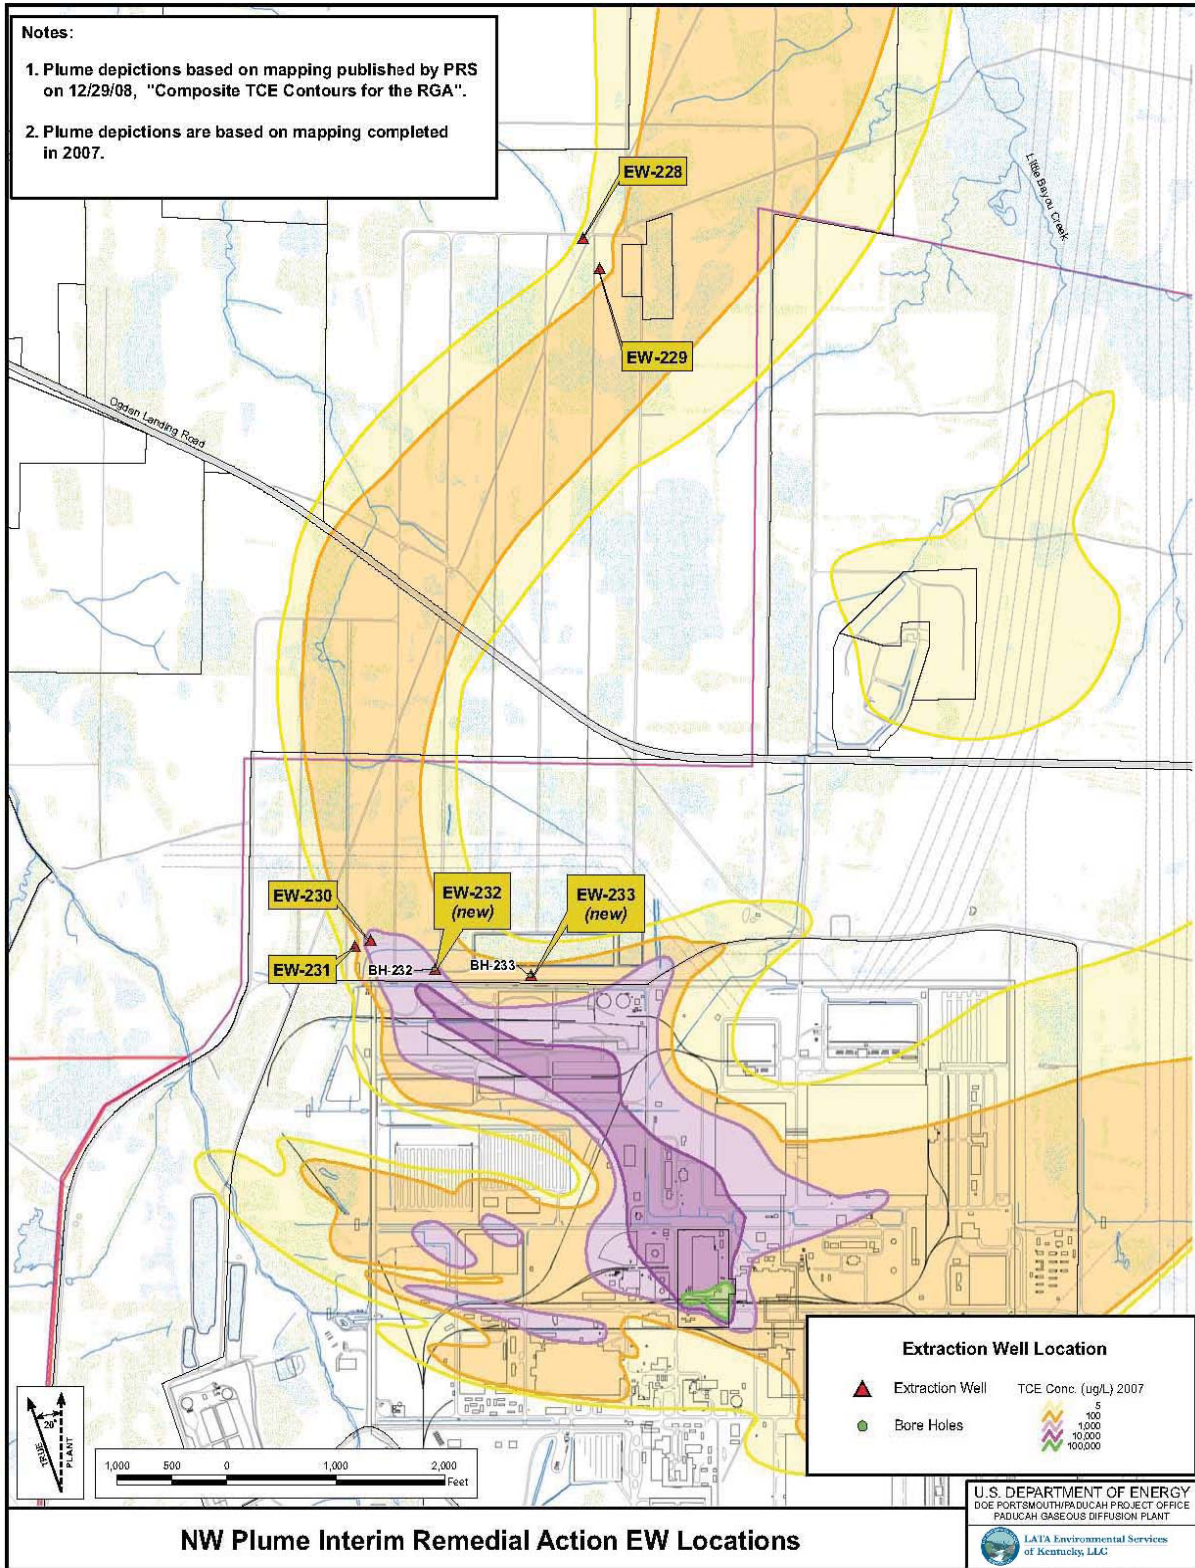 Notes:
1. Plume depictions based on mapping published by PRS
on 12/29/08, "Composite TCE Contours for the RGA".
2. Plume depictions are based on mapping completed
in 2007.
EW-228
Little Bayou Creek
EW-229
Ogden Landing Road
EW-230
EW-232
(new)
EW-233
(new)
EW-231
BH-232
BH-233
Extraction Well Location
Extraction Well
TCE Conc. (ug/L) 2007
Bore Holes
5
100
1,000
10,000
100,000
TRUE
20°
PLANT
1,000 500 0 1,000 2,000
Feet
NW Plume Interim Remedial Action EW Locations
U.S. DEPARTMENT OF ENERGY
DOE PORTSMOUTH/PADUCAH PROJECT OFFICE
PADUCAH GASEOUS DIFFUSION PLANT
LATA Environmental Services
of Kentucky, LLC